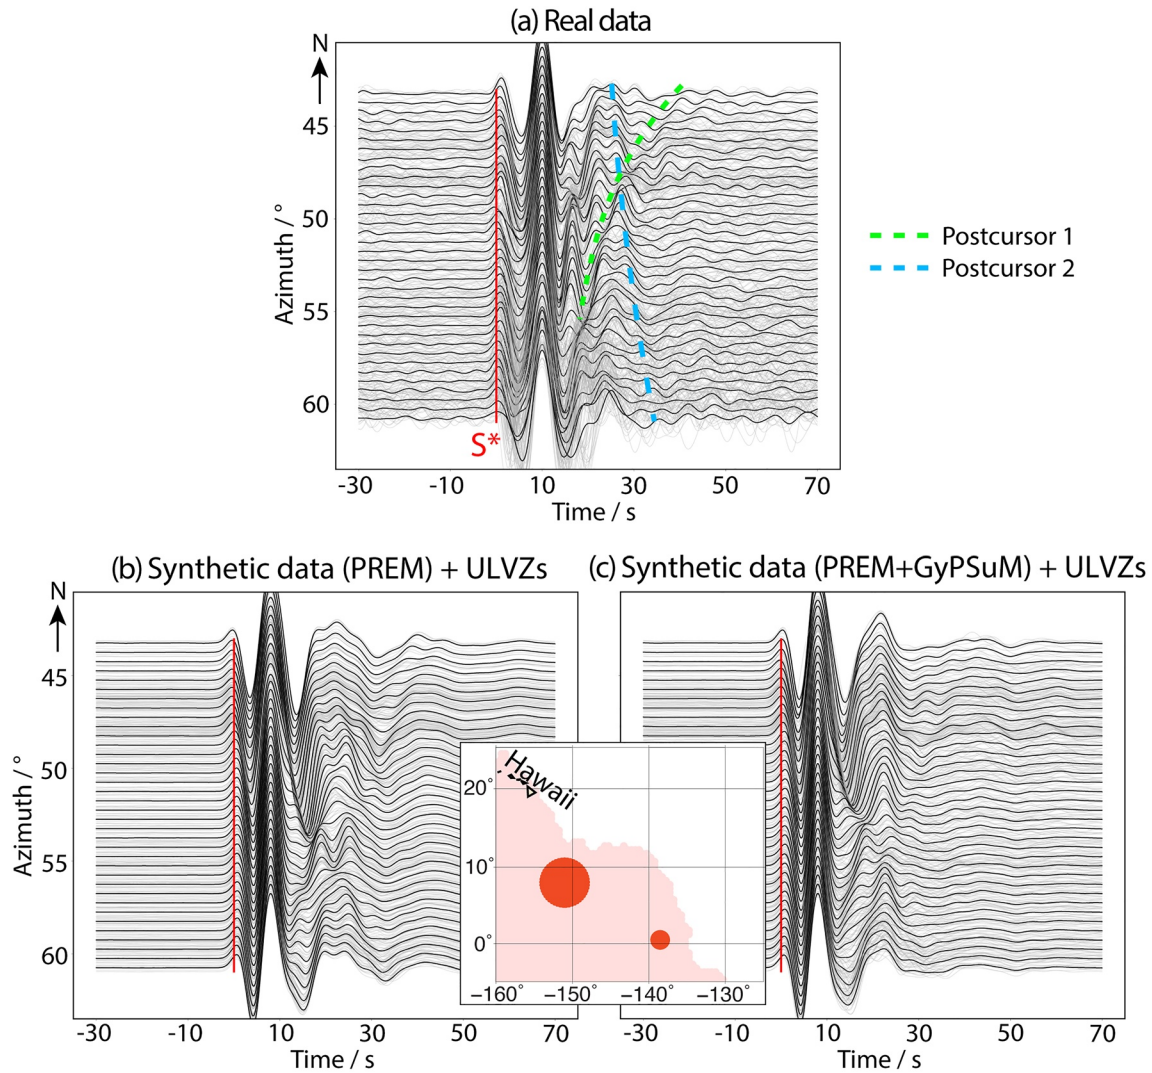 (a) Real data
N
45
50
55
60
Azimuth / °
S*
-30 -10 10 30 50 70
Time / s
Postcursor 1
Postcursor 2
(b) Synthetic data (PREM) + ULVZs
N
45
50
55
60
Azimuth / °
-30 -10 10 30 50 70
Time / s
(c) Synthetic data (PREM+GyPSuM) + ULVZs
-30 -10 10 30 50 70
Time / s
Hawaii
20°
10°
0°
−160° −150° −140° −130°